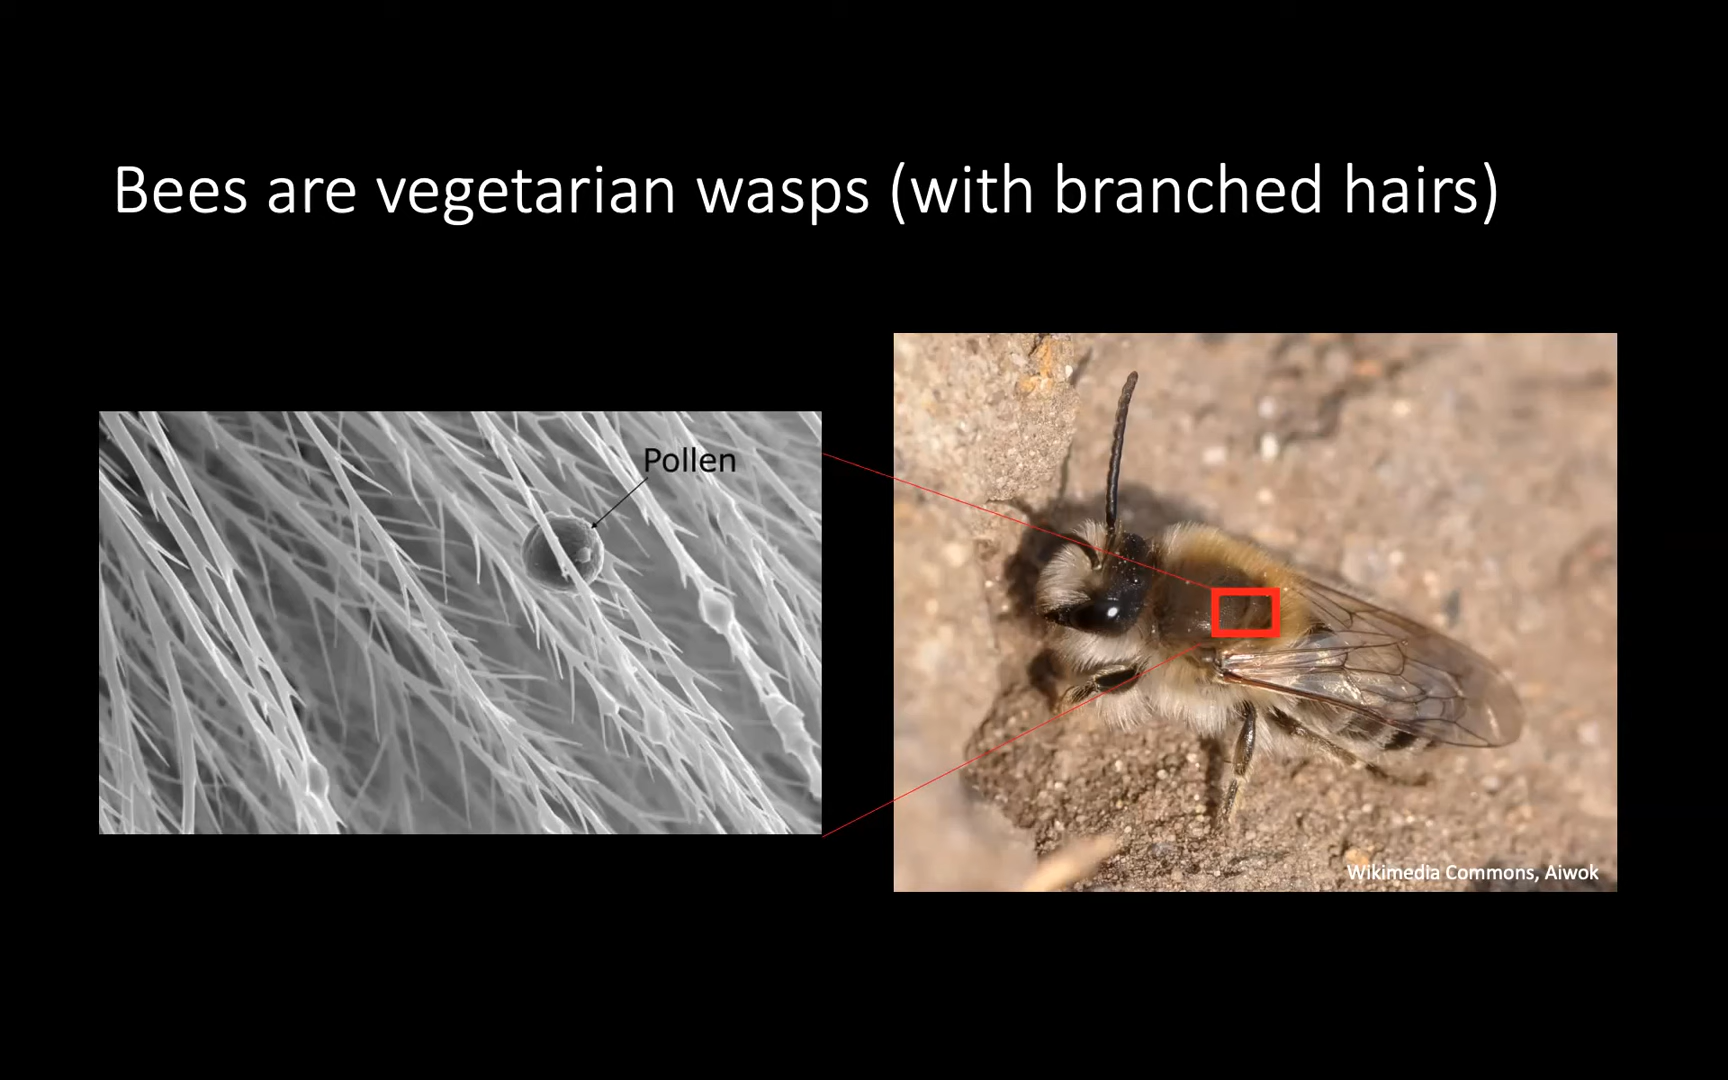 Bees are vegetarian wasps (with branched hairs)
Pollen
Wikimedia Commons, Aiwok